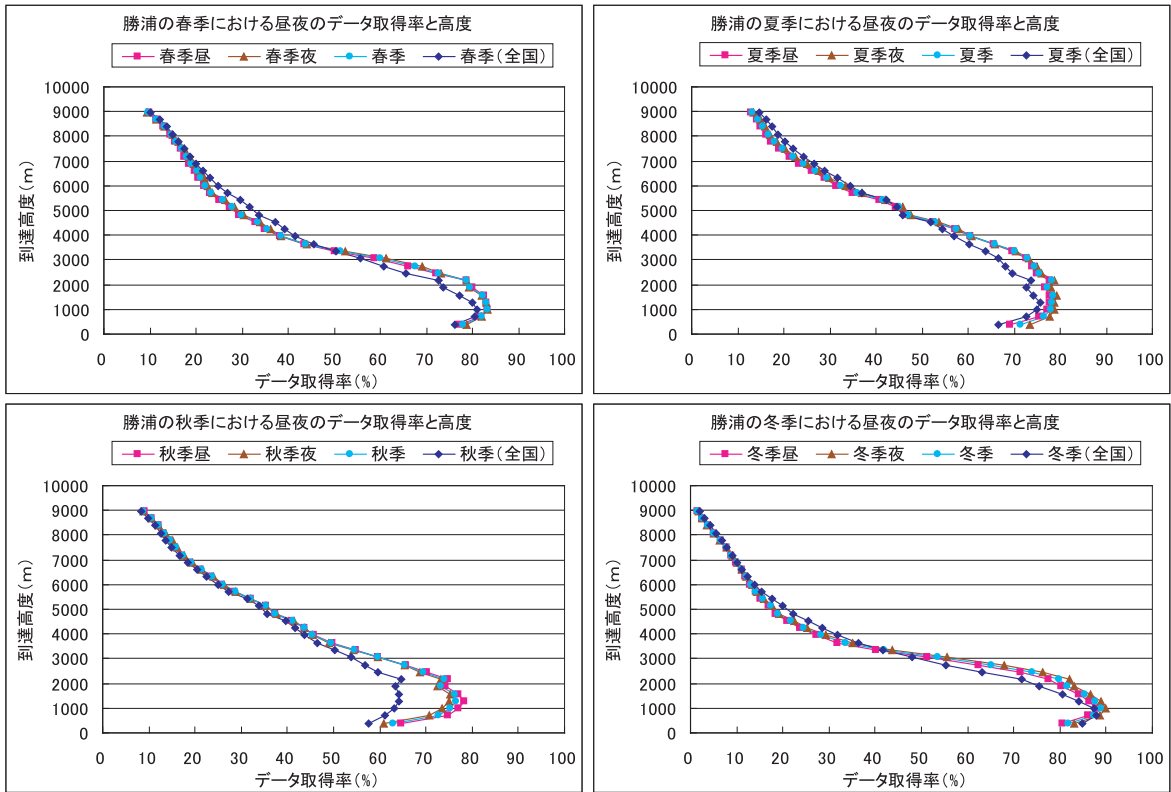 勝浦の春季における昼夜のデータ取得率と高度
春季昼 春季夜 春季 春季(全国)
到達高度(m)
10000
9000
8000
7000
6000
5000
4000
3000
2000
1000
0
0 10 20 30 40 50 60 70 80 90 100
データ取得率(%)
勝浦の夏季における昼夜のデータ取得率と高度
夏季昼 夏季夜 夏季 夏季(全国)
到達高度(m)
10000
9000
8000
7000
6000
5000
4000
3000
2000
1000
0
0 10 20 30 40 50 60 70 80 90 100
データ取得率(%)
勝浦の秋季における昼夜のデータ取得率と高度
秋季昼 秋季夜 秋季 秋季(全国)
到達高度(m)
10000
9000
8000
7000
6000
5000
4000
3000
2000
1000
0
0 10 20 30 40 50 60 70 80 90 100
データ取得率(%)
勝浦の冬季における昼夜のデータ取得率と高度
冬季昼 冬季夜 冬季 冬季(全国)
到達高度(m)
10000
9000
8000
7000
6000
5000
4000
3000
2000
1000
0
0 10 20 30 40 50 60 70 80 90 100
データ取得率(%)